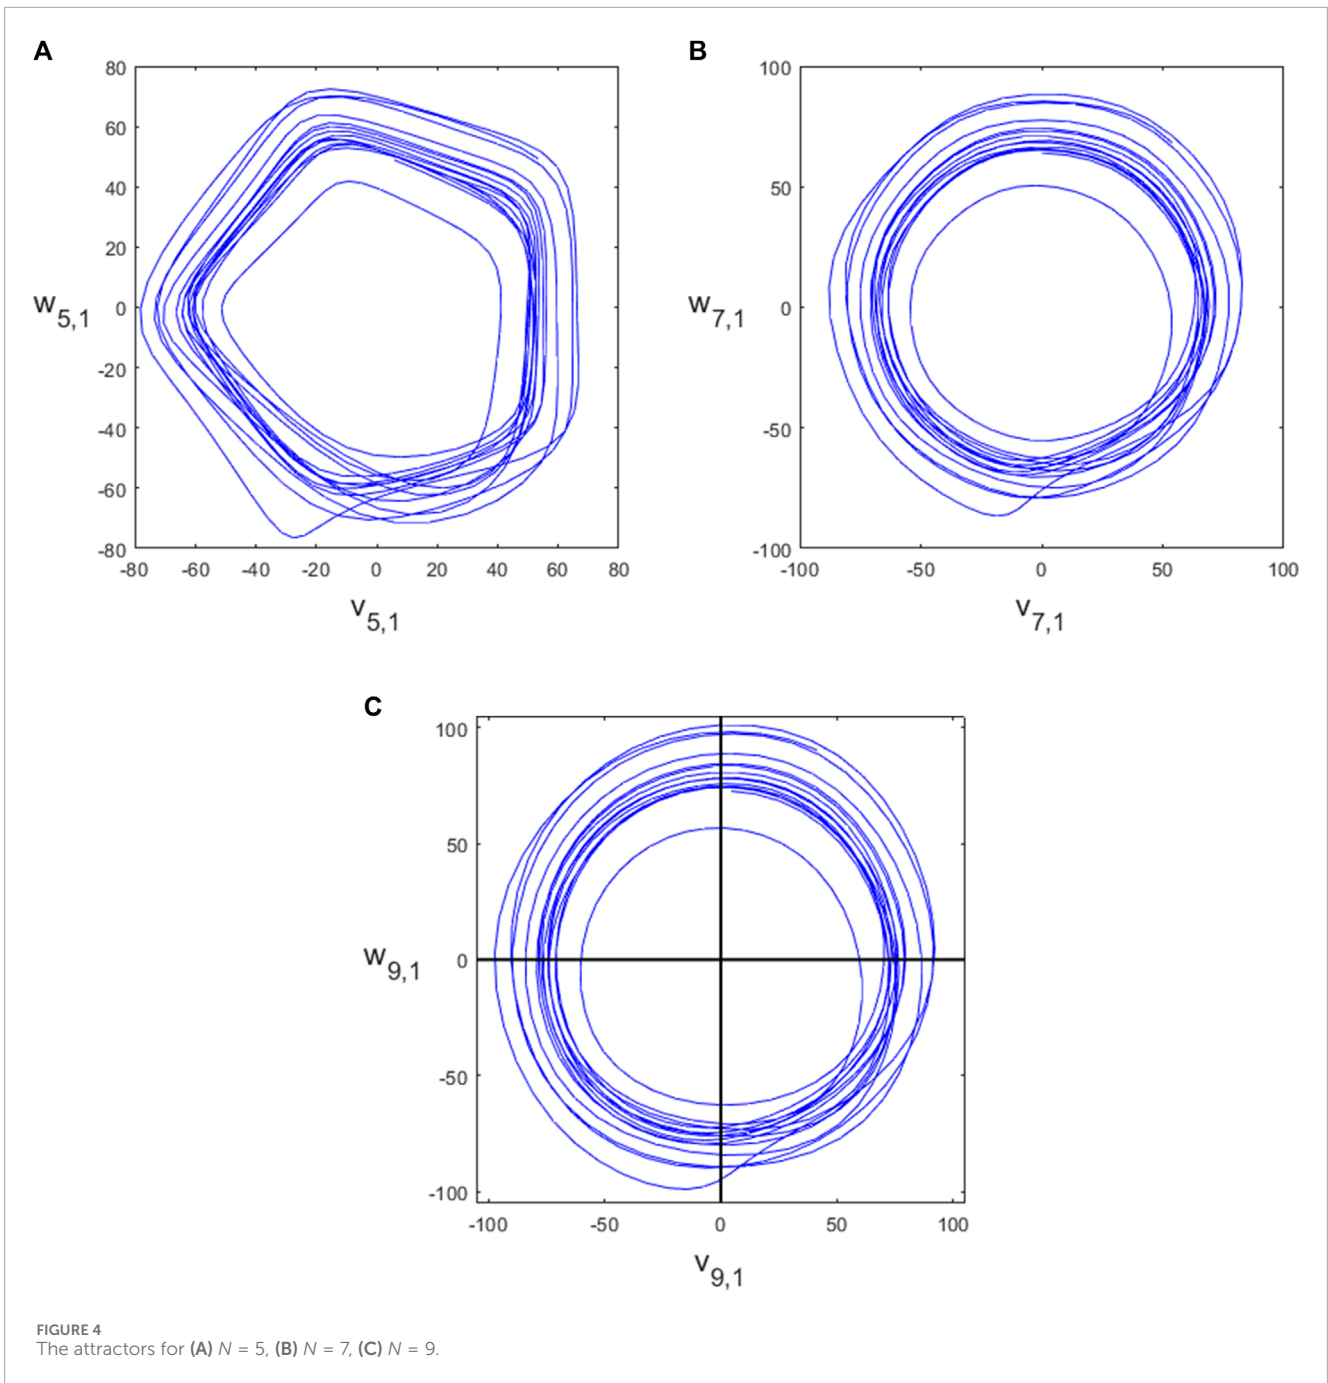 A
80
60
40
20
0
-20
-40
-60
-80
w5,1
-80 -60 -40 -20 0 20 40 60 80
v5,1
B
100
50
0
-50
-100
w7,1
-100 -50 0 50 100
v7,1
C
100
50
0
-50
-100
w9,1
-100 -50 0 50 100
v9,1
FIGURE 4
The attractors for (A) N = 5, (B) N = 7, (C) N = 9.